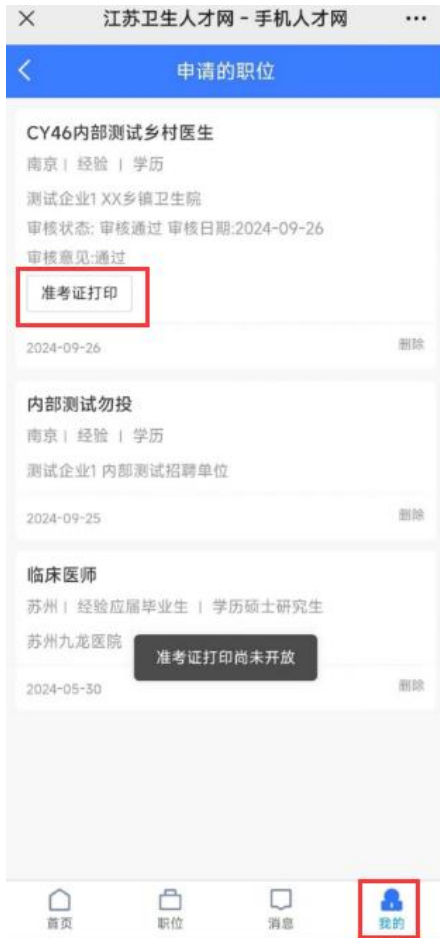 江苏卫生人才网 - 手机人才网
申请的职位
CY46内部测试乡村医生
南京 | 经验 | 学历
测试企业1 XX乡镇卫生院
审核状态: 审核通过 审核日期:2024-09-26
审核意见:通过
准考证打印
2024-09-26 删除
内部测试勿投
南京 | 经验 | 学历
测试企业1 内部测试招聘单位
2024-09-25 删除
临床医师
苏州 | 经验应届毕业生 | 学历硕士研究生
苏州九龙医院
准考证打印尚未开放
2024-05-30 删除
首页 职位 消息 我的